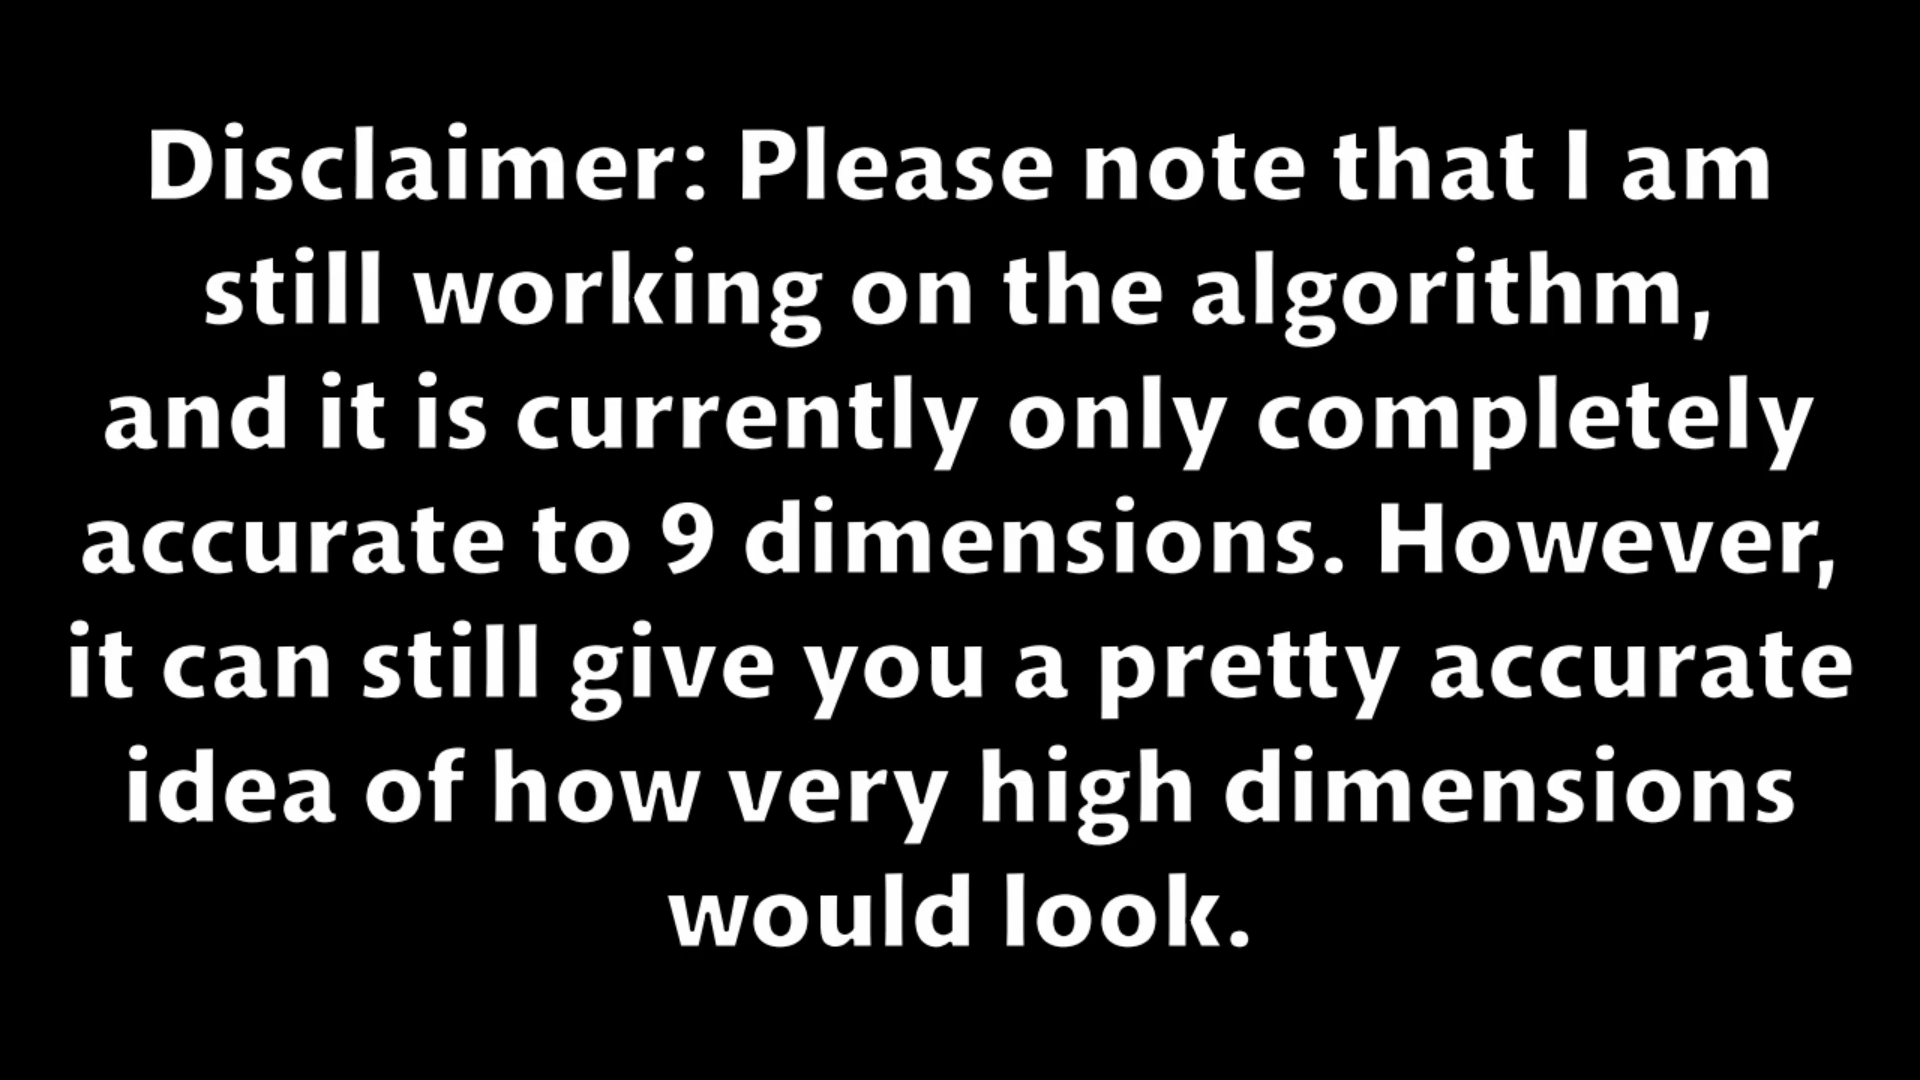 Disclaimer: Please note that I am
still working on the algorithm,
and it is currently only completely
accurate to 9 dimensions. However,
it can still give you a pretty accurate
idea of how very high dimensions
would look.